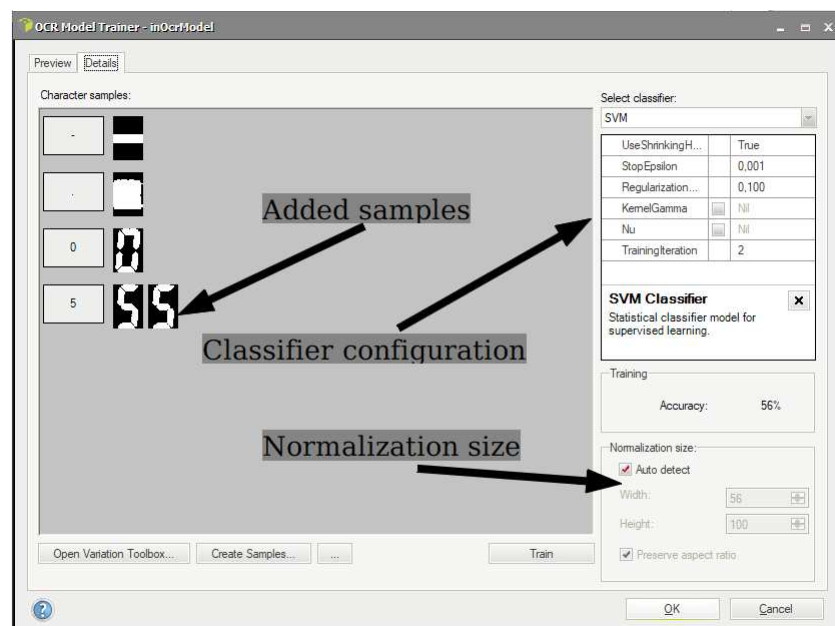 OCR Model Trainer - inOcrModel
Preview
Details
Character samples:
-
.
0
5
0
5 5
Added samples
Classifier configuration
Normalization size
Open Variation Toolbox...
Create Samples...
...
Train
Select classifier:
SVM
UseShrinkingH... True
StopEpsilon 0,001
Regularization... 0,100
KernelGamma Nil
Nu Nil
TrainingIteration 2
SVM Classifier
Statistical classifier model for
supervised learning.
Training
Accuracy: 56%
Normalization size:
Auto detect
Width: 56
Height: 100
Preserve aspect ratio
OK
Cancel